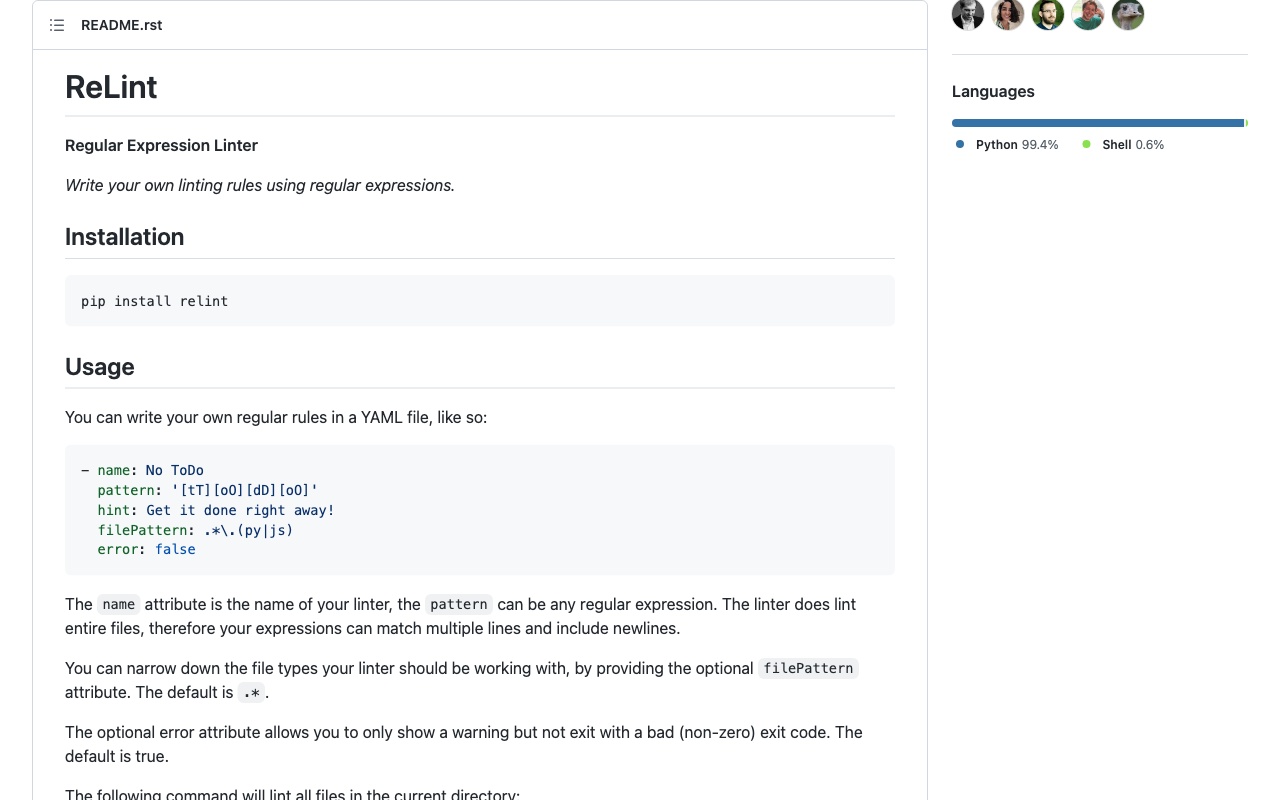 README.rst
ReLint
Regular Expression Linter
Write your own linting rules using regular expressions.
Installation
pip install relint
Usage
You can write your own regular rules in a YAML file, like so:
- name: No ToDo
  pattern: '[tT][oO][dD][oO]'
  hint: Get it done right away!
  filePattern: .*\.(py|js)
  error: false
The name attribute is the name of your linter, the pattern can be any regular expression. The linter does lint
entire files, therefore your expressions can match multiple lines and include newlines.
You can narrow down the file types your linter should be working with, by providing the optional filePattern
attribute. The default is .*.
The optional error attribute allows you to only show a warning but not exit with a bad (non-zero) exit code. The
default is true.
The following command will lint all files in the current directory:
Languages
Python 99.4% Shell 0.6%